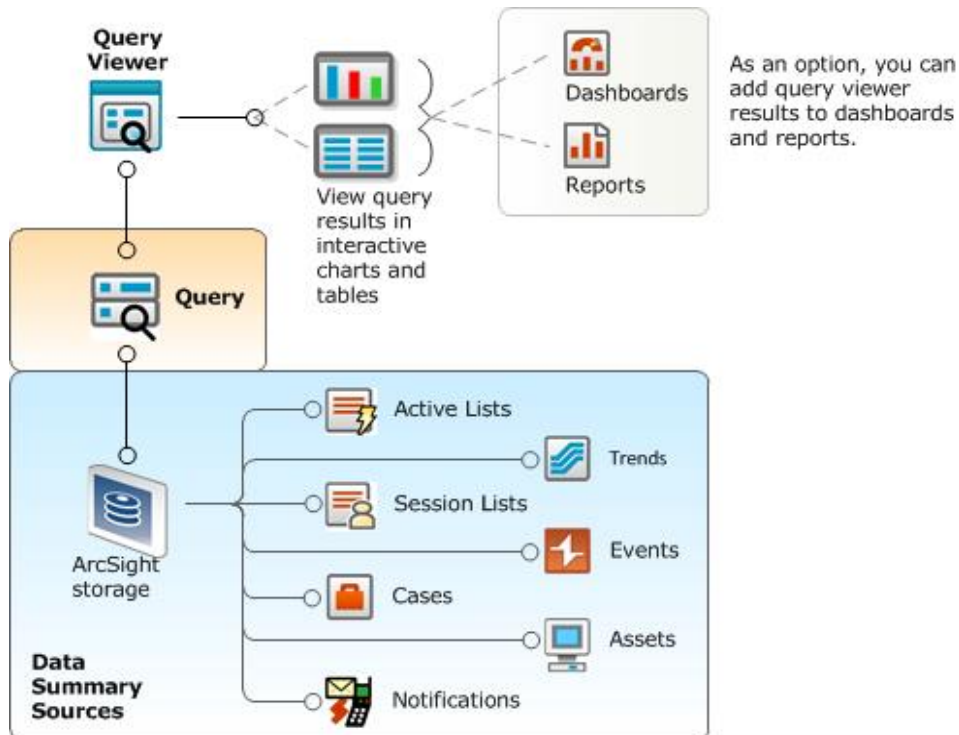 Query
Viewer
View query
results in
interactive
charts and
tables
Dashboards
Reports
As an option, you can
add query viewer
results to dashboards
and reports.
Query
ArcSight
storage
Active Lists
Trends
Session Lists
Events
Cases
Assets
Notifications
Data
Summary
Sources